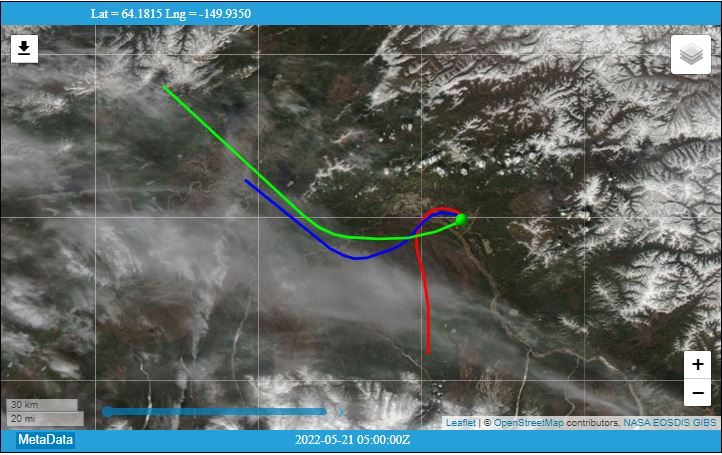 Lat = 64.1815 Lng = -149.9350
+
−
30 km
20 mi
Leaflet | © OpenStreetMap contributors, NASA EOSDIS GIBS
MetaData
2022-05-21 05:00:00Z